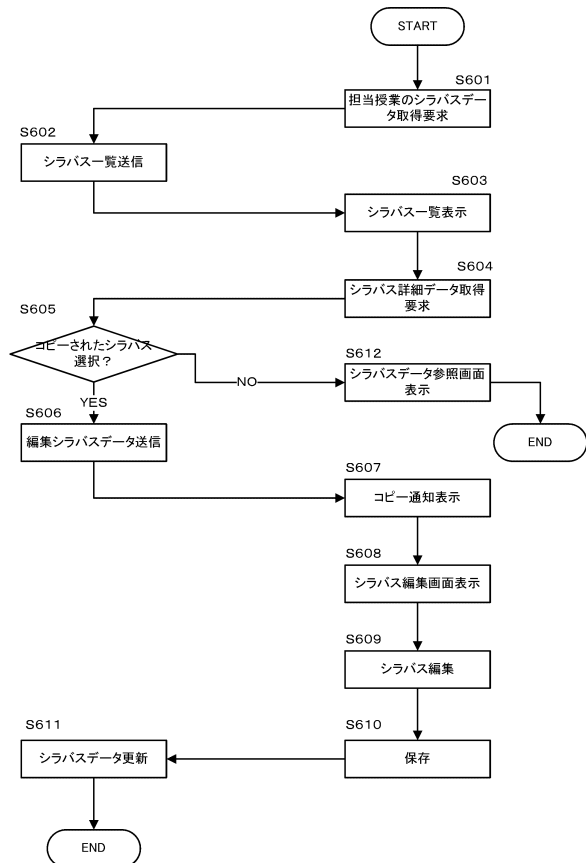 START
S601
担当授業のシラバスデー
タ取得要求
S602
シラバス一覧送信
S603
シラバス一覧表示
S604
シラバス詳細データ取得
要求
S605
コピーされたシラバス
選択？
NO
S612
シラバスデータ参照画面
表示
END
YES
S606
編集シラバスデータ送信
S607
コピー通知表示
S608
シラバス編集画面表示
S609
シラバス編集
S610
保存
S611
シラバスデータ更新
END